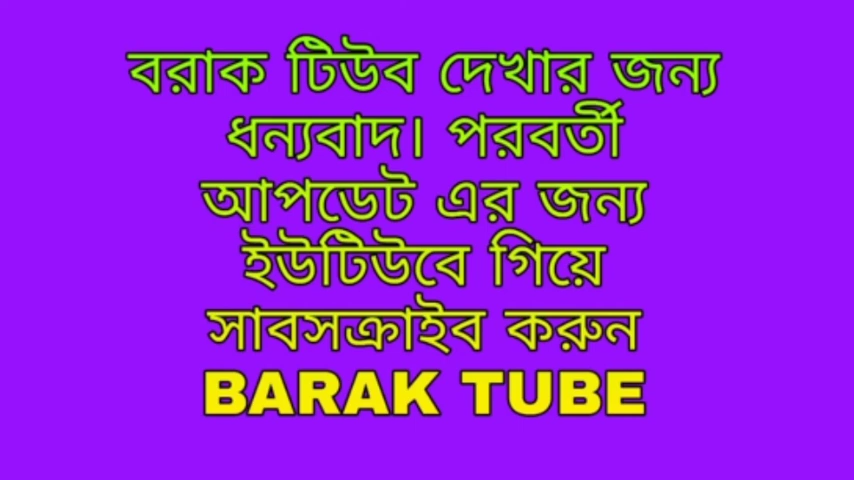 বরাক টিউব দেখার জন্য
ধন্যবাদ। পরবর্তী
আপডেট এর জন্য
ইউটিউবে গিয়ে
সাবসক্রাইব করুন
BARAK TUBE